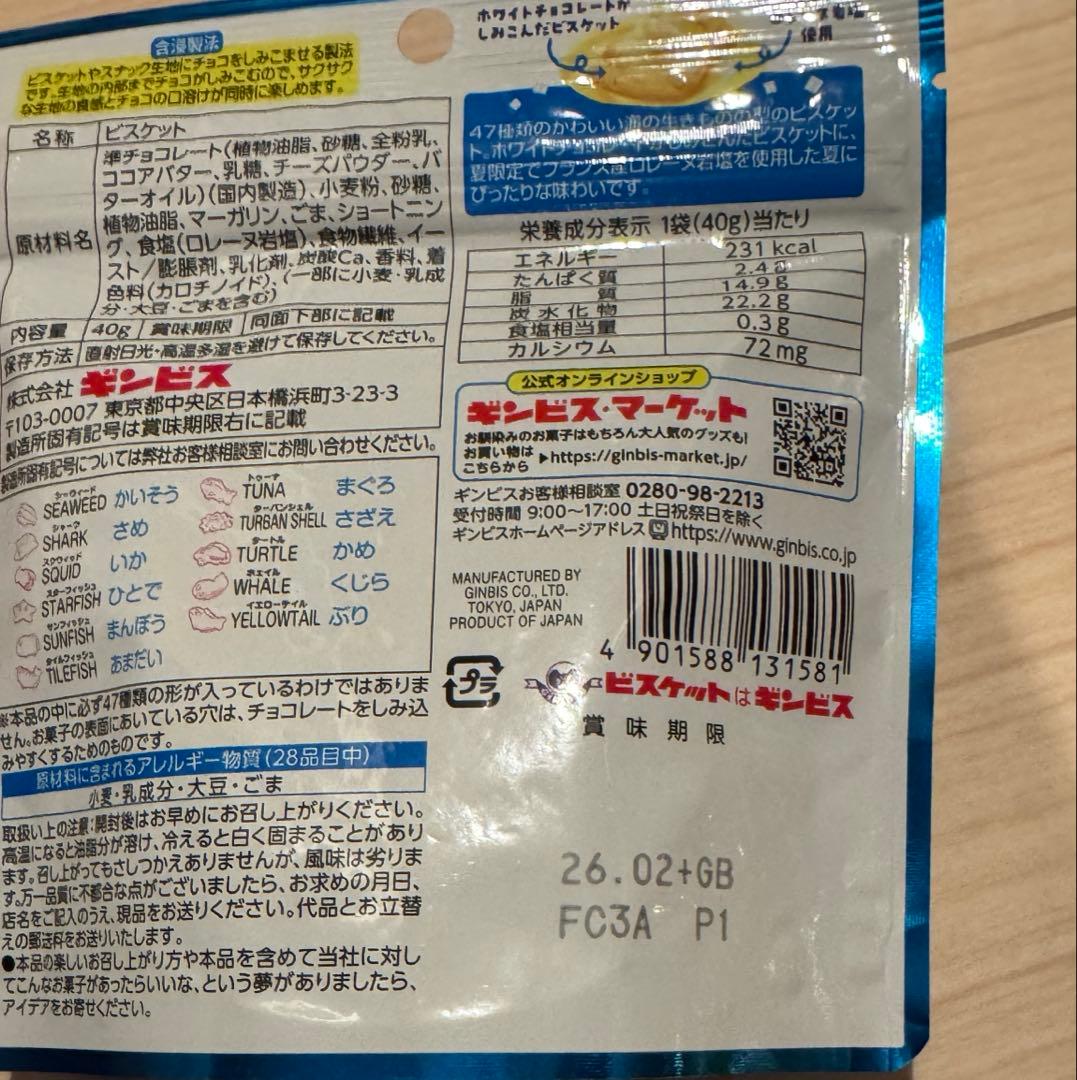 含浸製法
ビスケットやスナック生地にチョコをしみこませる製法
です。生地の内部までチョコがしみこむので、サクサク
な生地の食感とチョコの口溶けが同時に楽しめます。
名称 ビスケット
原材料名
準チョコレート(植物油脂、砂糖、全粉乳、
ココアバター、乳糖、チーズパウダー、バ
ターオイル)(国内製造)、小麦粉、砂糖、
植物油脂、マーガリン、ごま、ショートニン
グ、食塩(ロレーヌ岩塩)、食物繊維、イー
スト/膨脹剤、乳化剤、炭酸Ca、香料、着
色料(カロチノイド)、(一部に小麦・乳成
分・大豆・ごまを含む)
内容量 40g 賞味期限 同面下部に記載
保存方法 直射日光・高温多湿を避けて保存してください。
株式会社 ギンビス
〒103-0007 東京都中央区日本橋浜町3-23-3
製造所固有記号は賞味期限右に記載
製造所固有記号については弊社お客様相談室にお問い合わせください。
シーウィード
SEAWEED かいそう
シャーク
SHARK さめ
スクウィッド
SQUID いか
スターフィッシュ
STARFISH ひとで
サンフィッシュ
SUNFISH まんぼう
タイルフィッシュ
TILEFISH あまだい
トゥーナ
TUNA まぐろ
ターバンシェル
TURBAN SHELL さざえ
タートル
TURTLE かめ
ホェイル
WHALE くじら
イエローテイル
YELLOWTAIL ぶり
※本品の中に必ず47種類の形が入っているわけではありま
せん。お菓子の表面にあいている穴は、チョコレートをしみ込
みやすくするためのものです。
原材料に含まれるアレルギー物質(28品目中)
小麦・乳成分・大豆・ごま
取扱い上の注意:開封後はお早めにお召し上がりください。
高温になると油脂分が溶け、冷えると白く固まることがあり
ます。召し上がってもさしつかえありませんが、風味は劣りま
す。万一品質に不都合な点がございましたら、お求めの月日、
店名をご記入のうえ、現品をお送りください。代品とお立替
えの郵送料をお送りいたします。
●本品の楽しいお召し上がり方や本品を含めて当社に対し
てこんなお菓子があったらいいな、という夢がありましたら、
アイデアをお寄せください。
ホワイトチョコレートが
しみこんだビスケット
使用
47種類のかわいい海の生きものの型のビスケッ
ト。ホワイトチョコレートをしみこませたビスケットに、
夏限定でフランス産ロレーヌ岩塩を使用した夏に
ぴったりな味わいです。
栄養成分表示 1袋(40g)当たり
エネルギー 231 kcal
たんぱく質 2.4g
脂質 14.9g
炭水化物 22.2g
食塩相当量 0.3g
カルシウム 72mg
公式オンラインショップ
ギンビス・マーケット
お馴染みのお菓子はもちろん大人気のグッズも!
お買い物は
こちらから ▶https://ginbis-market.jp/
ギンビスお客様相談室 0280-98-2213
受付時間 9:00〜17:00 土日祝祭日を除く
ギンビスホームページアドレス https://www.ginbis.co.jp
MANUFACTURED BY
GINBIS CO., LTD.
TOKYO, JAPAN
PRODUCT OF JAPAN
4 901588 131581
プラ
ビスケットはギンビス
賞味期限
26.02+GB
FC3A P1